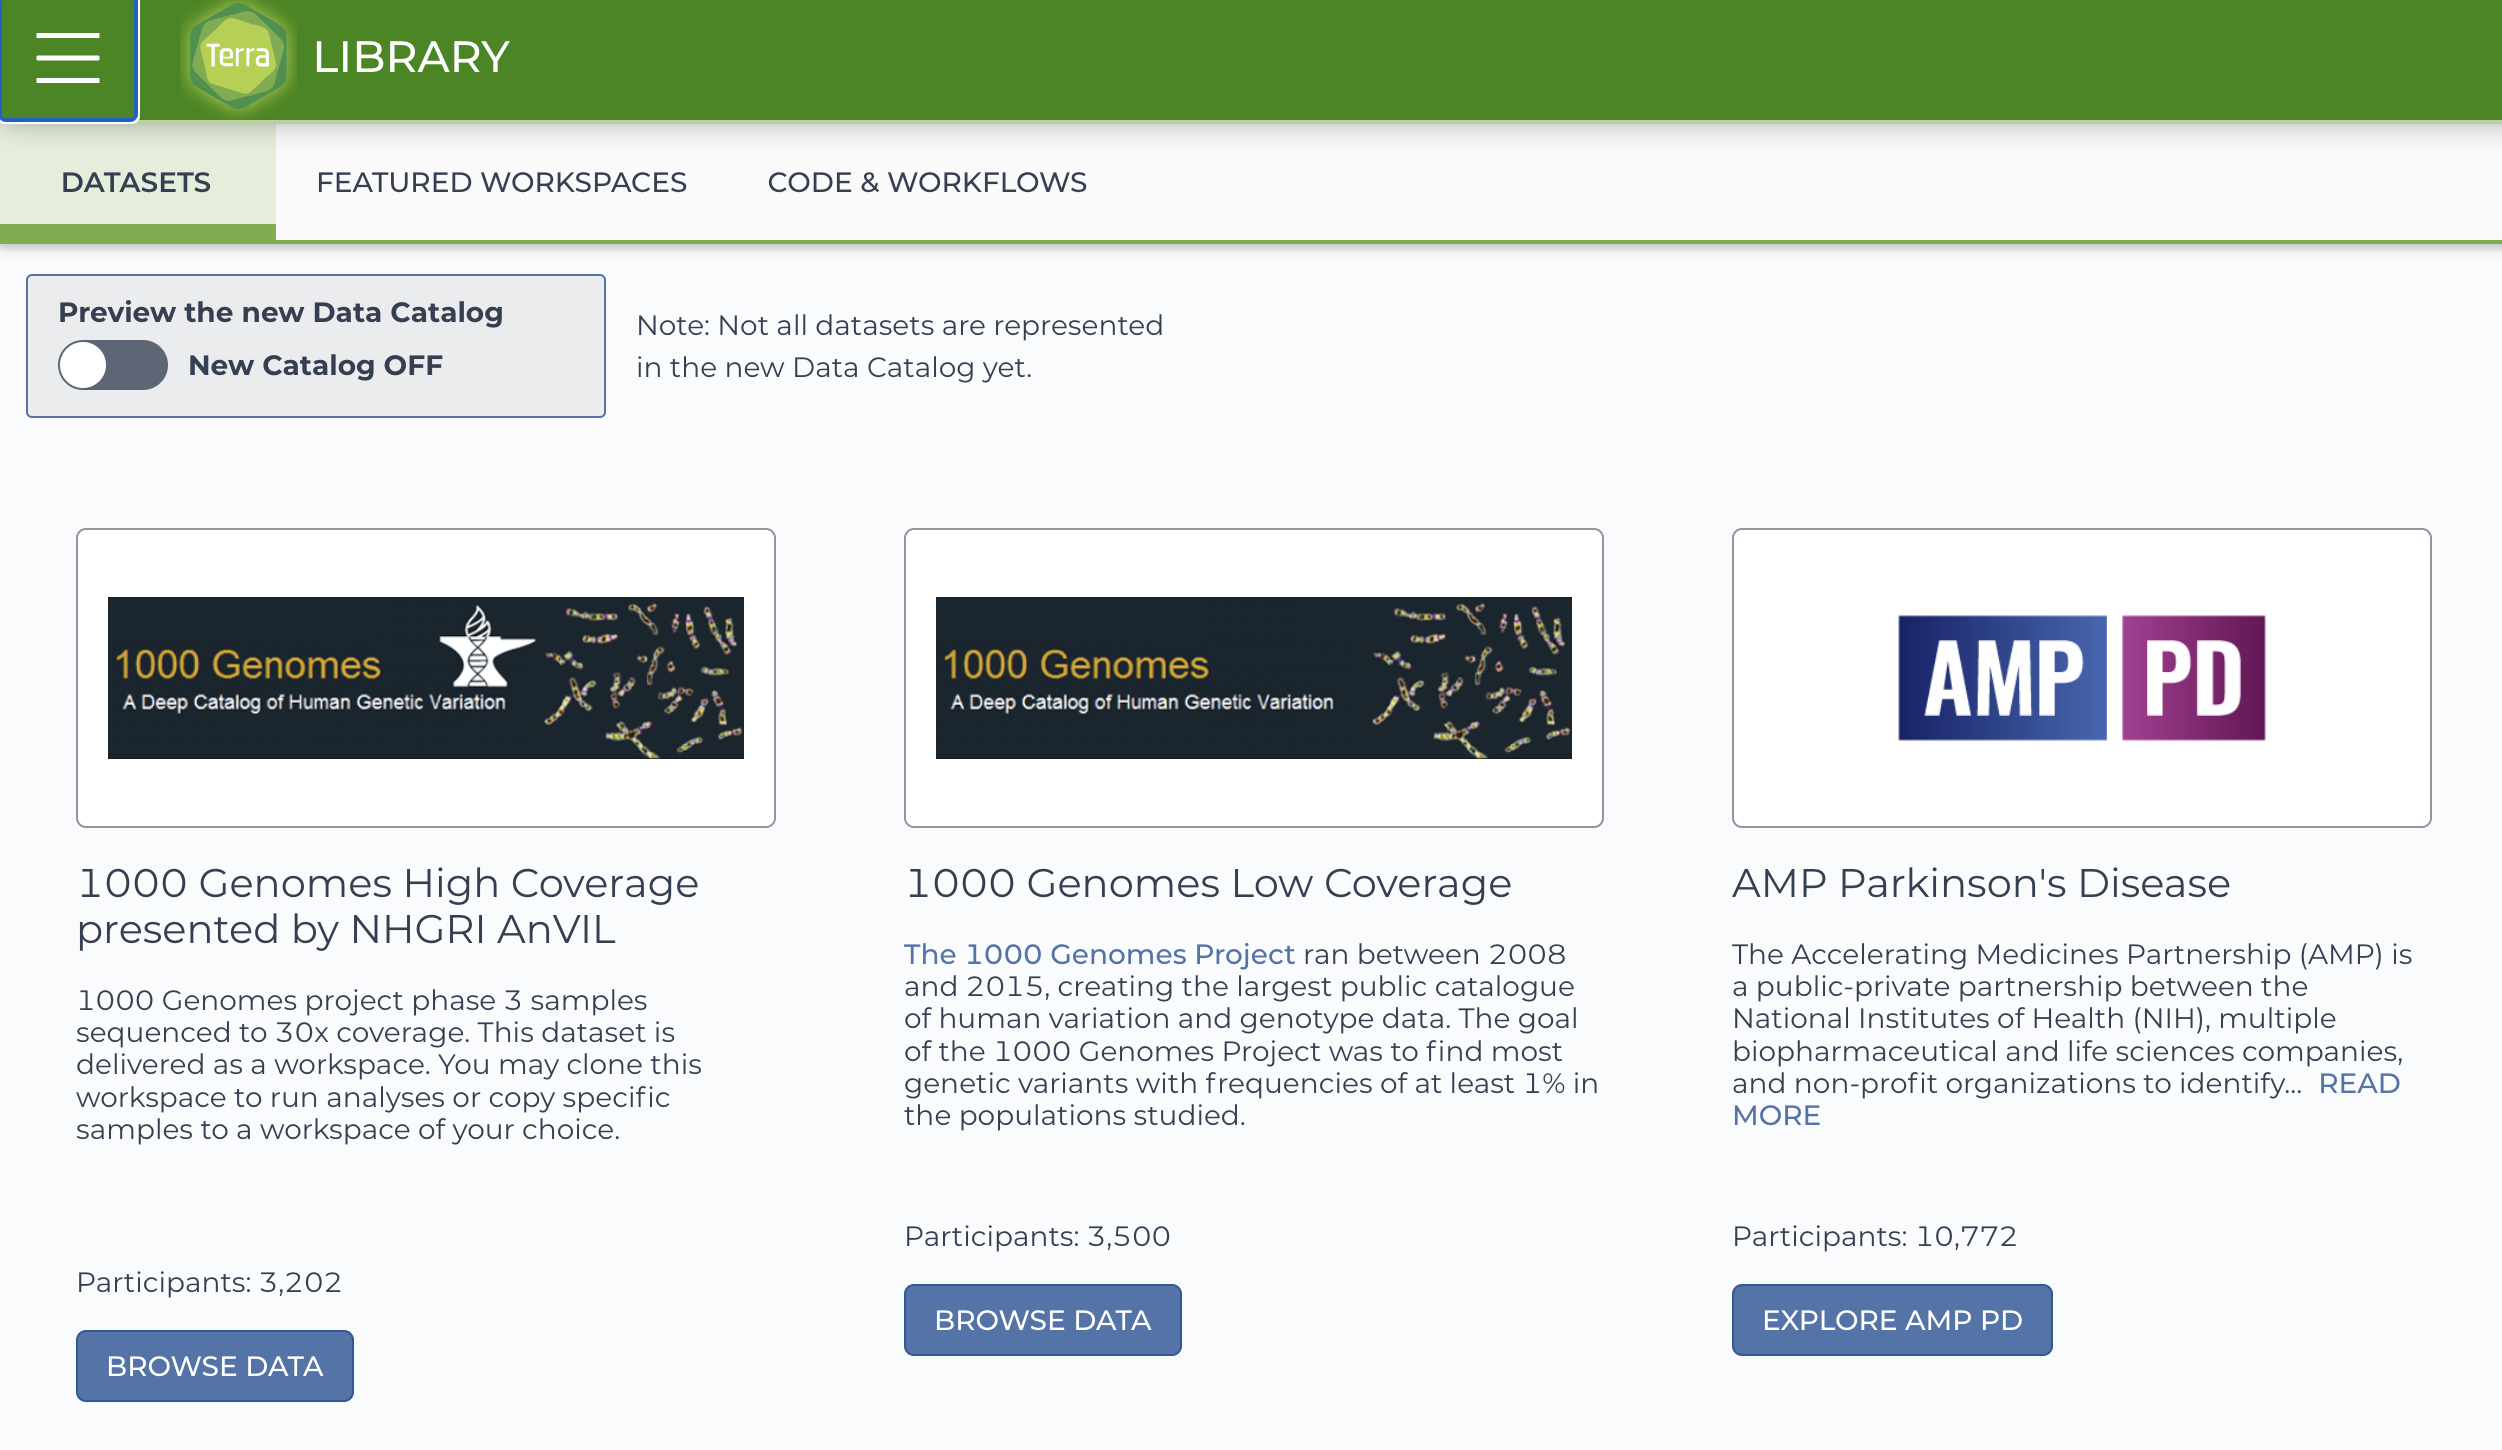 Terra LIBRARY
DATASETS FEATURED WORKSPACES CODE & WORKFLOWS
Preview the new Data Catalog
New Catalog OFF
Note: Not all datasets are represented
in the new Data Catalog yet.
1000 Genomes
A Deep Catalog of Human Genetic Variation
1000 Genomes High Coverage
presented by NHGRI AnVIL
1000 Genomes project phase 3 samples
sequenced to 30x coverage. This dataset is
delivered as a workspace. You may clone this
workspace to run analyses or copy specific
samples to a workspace of your choice.
Participants: 3,202
BROWSE DATA
1000 Genomes
A Deep Catalog of Human Genetic Variation
1000 Genomes Low Coverage
The 1000 Genomes Project ran between 2008
and 2015, creating the largest public catalogue
of human variation and genotype data. The goal
of the 1000 Genomes Project was to find most
genetic variants with frequencies of at least 1% in
the populations studied.
Participants: 3,500
BROWSE DATA
AMP PD
AMP Parkinson's Disease
The Accelerating Medicines Partnership (AMP) is
a public-private partnership between the
National Institutes of Health (NIH), multiple
biopharmaceutical and life sciences companies,
and non-profit organizations to identify... READ
MORE
Participants: 10,772
EXPLORE AMP PD